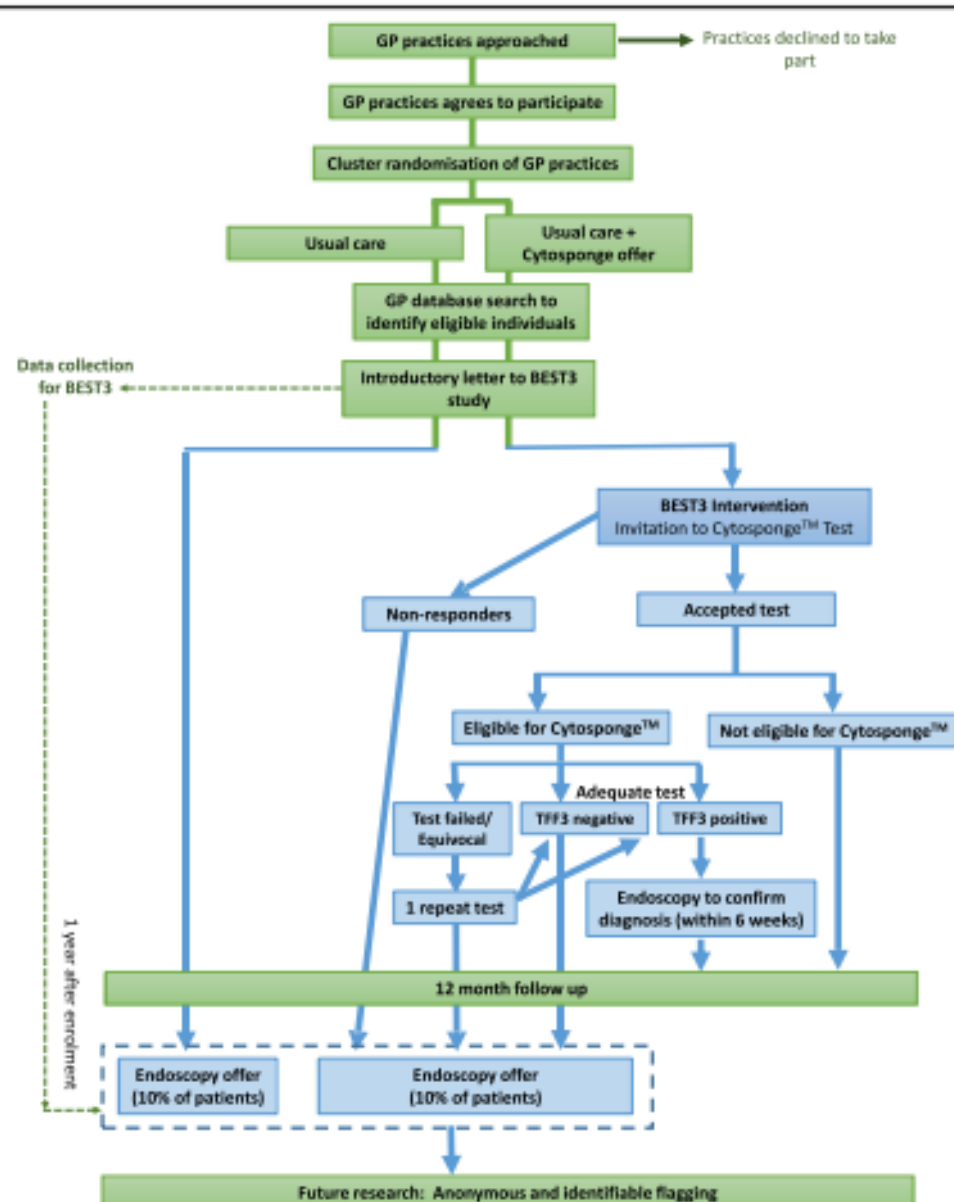 GP practices approached
Practices declined to take
part
GP practices agrees to participate
Cluster randomisation of GP practices
Usual care
Usual care +
Cytosponge offer
GP database search to
identify eligible individuals
Data collection
for BEST3
Introductory letter to BEST3
study
BEST3 Intervention
Invitation to Cytosponge™ Test
Non-responders
Accepted test
Eligible for Cytosponge™
Not eligible for Cytosponge™
Adequate test
Test failed/
Equivocal
TFF3 negative
TFF3 positive
1 repeat test
Endoscopy to confirm
diagnosis (within 6 weeks)
1 year after enrolment
12 month follow up
Endoscopy offer
(10% of patients)
Endoscopy offer
(10% of patients)
Future research: Anonymous and identifiable flagging